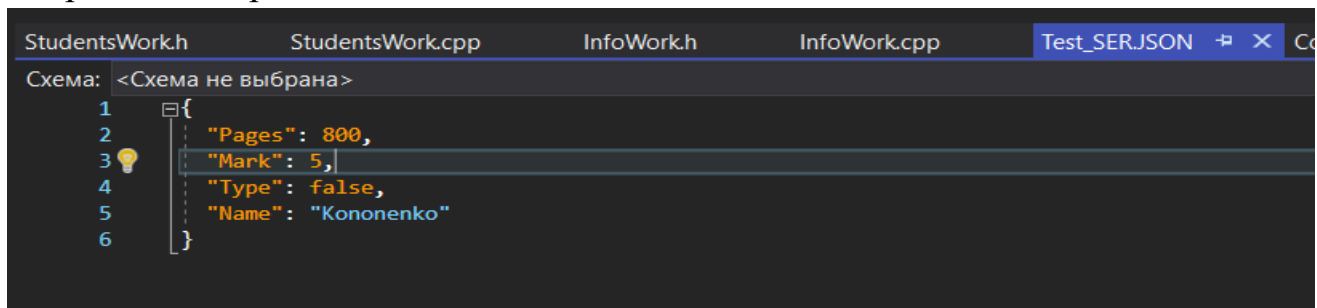 StudentsWork.h StudentsWork.cpp InfoWork.h InfoWork.cpp Test_SER.JSON
Схема: <Схема не выбрана>
1 {
2 "Pages": 800,
3 "Mark": 5,
4 "Type": false,
5 "Name": "Kononenko"
6 }